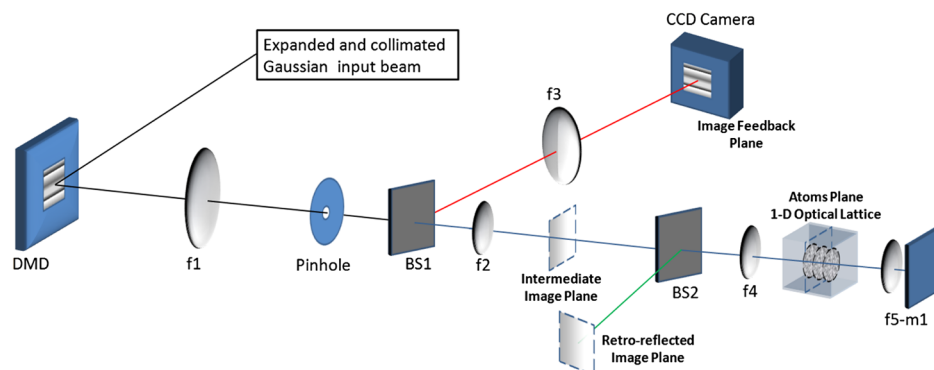 CCD Camera
Expanded and collimated
Gaussian input beam
f3
Image Feedback
Plane
Atoms Plane
1-D Optical Lattice
DMD
f1
Pinhole
BS1
f2
Intermediate
Image Plane
BS2
f4
f5-m1
Retro-reflected
Image Plane